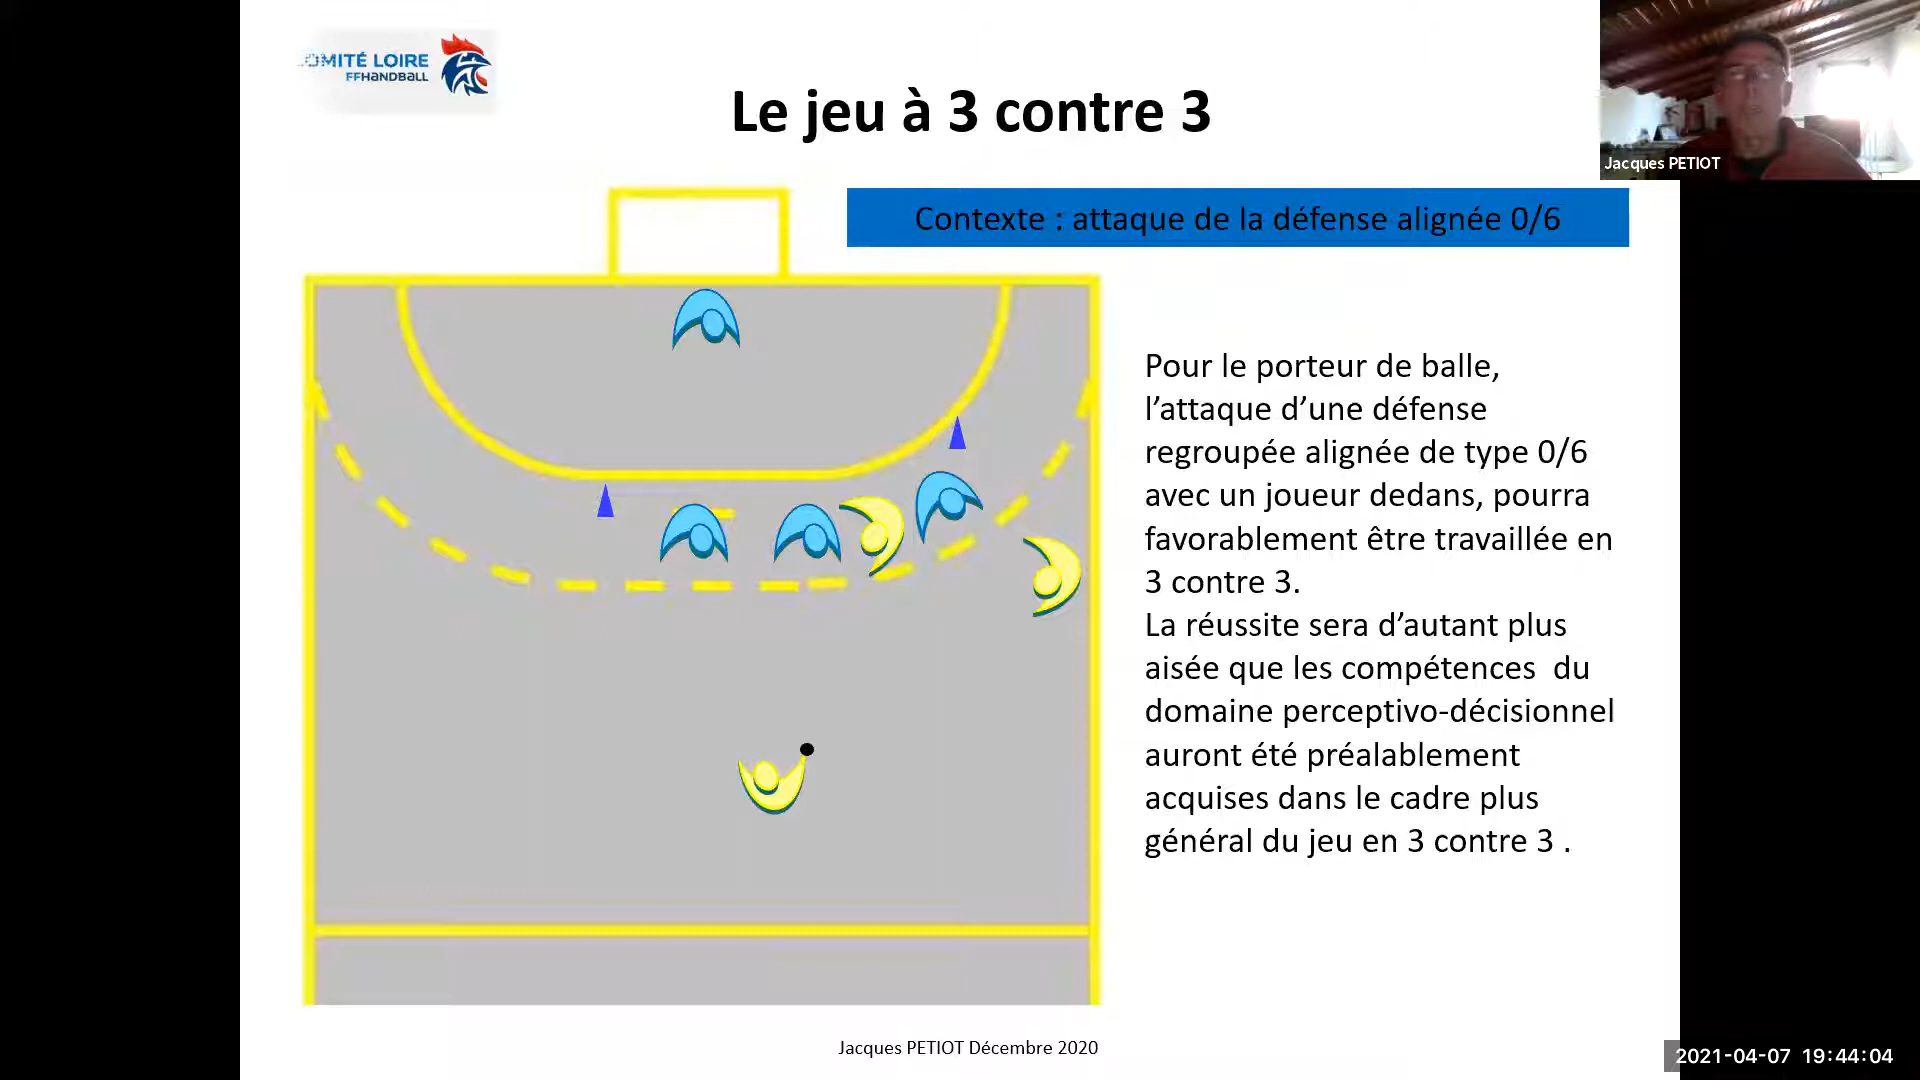 OMITÉ LOIRE
FFHANDBALL
Le jeu à 3 contre 3
Jacques PETIOT
Contexte : attaque de la défense alignée 0/6
Pour le porteur de balle,
l’attaque d’une défense
regroupée alignée de type 0/6
avec un joueur dedans, pourra
favorablement être travaillée en
3 contre 3.
La réussite sera d’autant plus
aisée que les compétences  du
domaine perceptivo-décisionnel
auront été préalablement
acquises dans le cadre plus
général du jeu en 3 contre 3 .
Jacques PETIOT Décembre 2020
2021-04-07 19:44:04